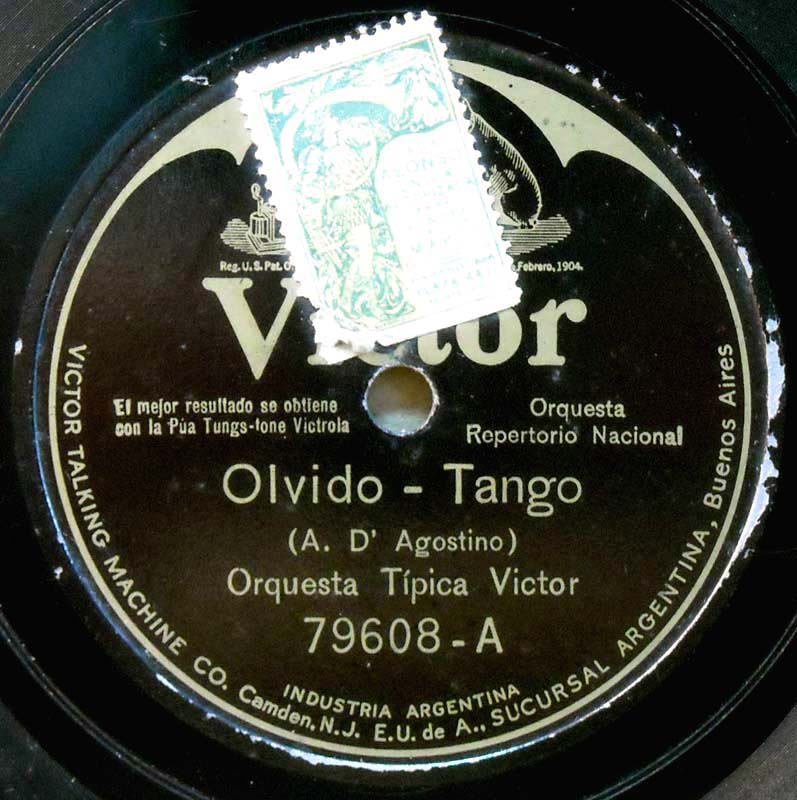 Reg. U.S. Pat. O
Febrero, 1904.
Victor
El mejor resultado se obtiene
con la Púa Tungs-tone Victrola
Orquesta
Repertorio Nacional
Olvido - Tango
(A. D' Agostino)
Orquesta Típica Victor
79608-A
INDUSTRIA ARGENTINA
VICTOR TALKING MACHINE CO. Camden, N.J. E.U. de A., SUCURSAL ARGENTINA, Buenos Aires